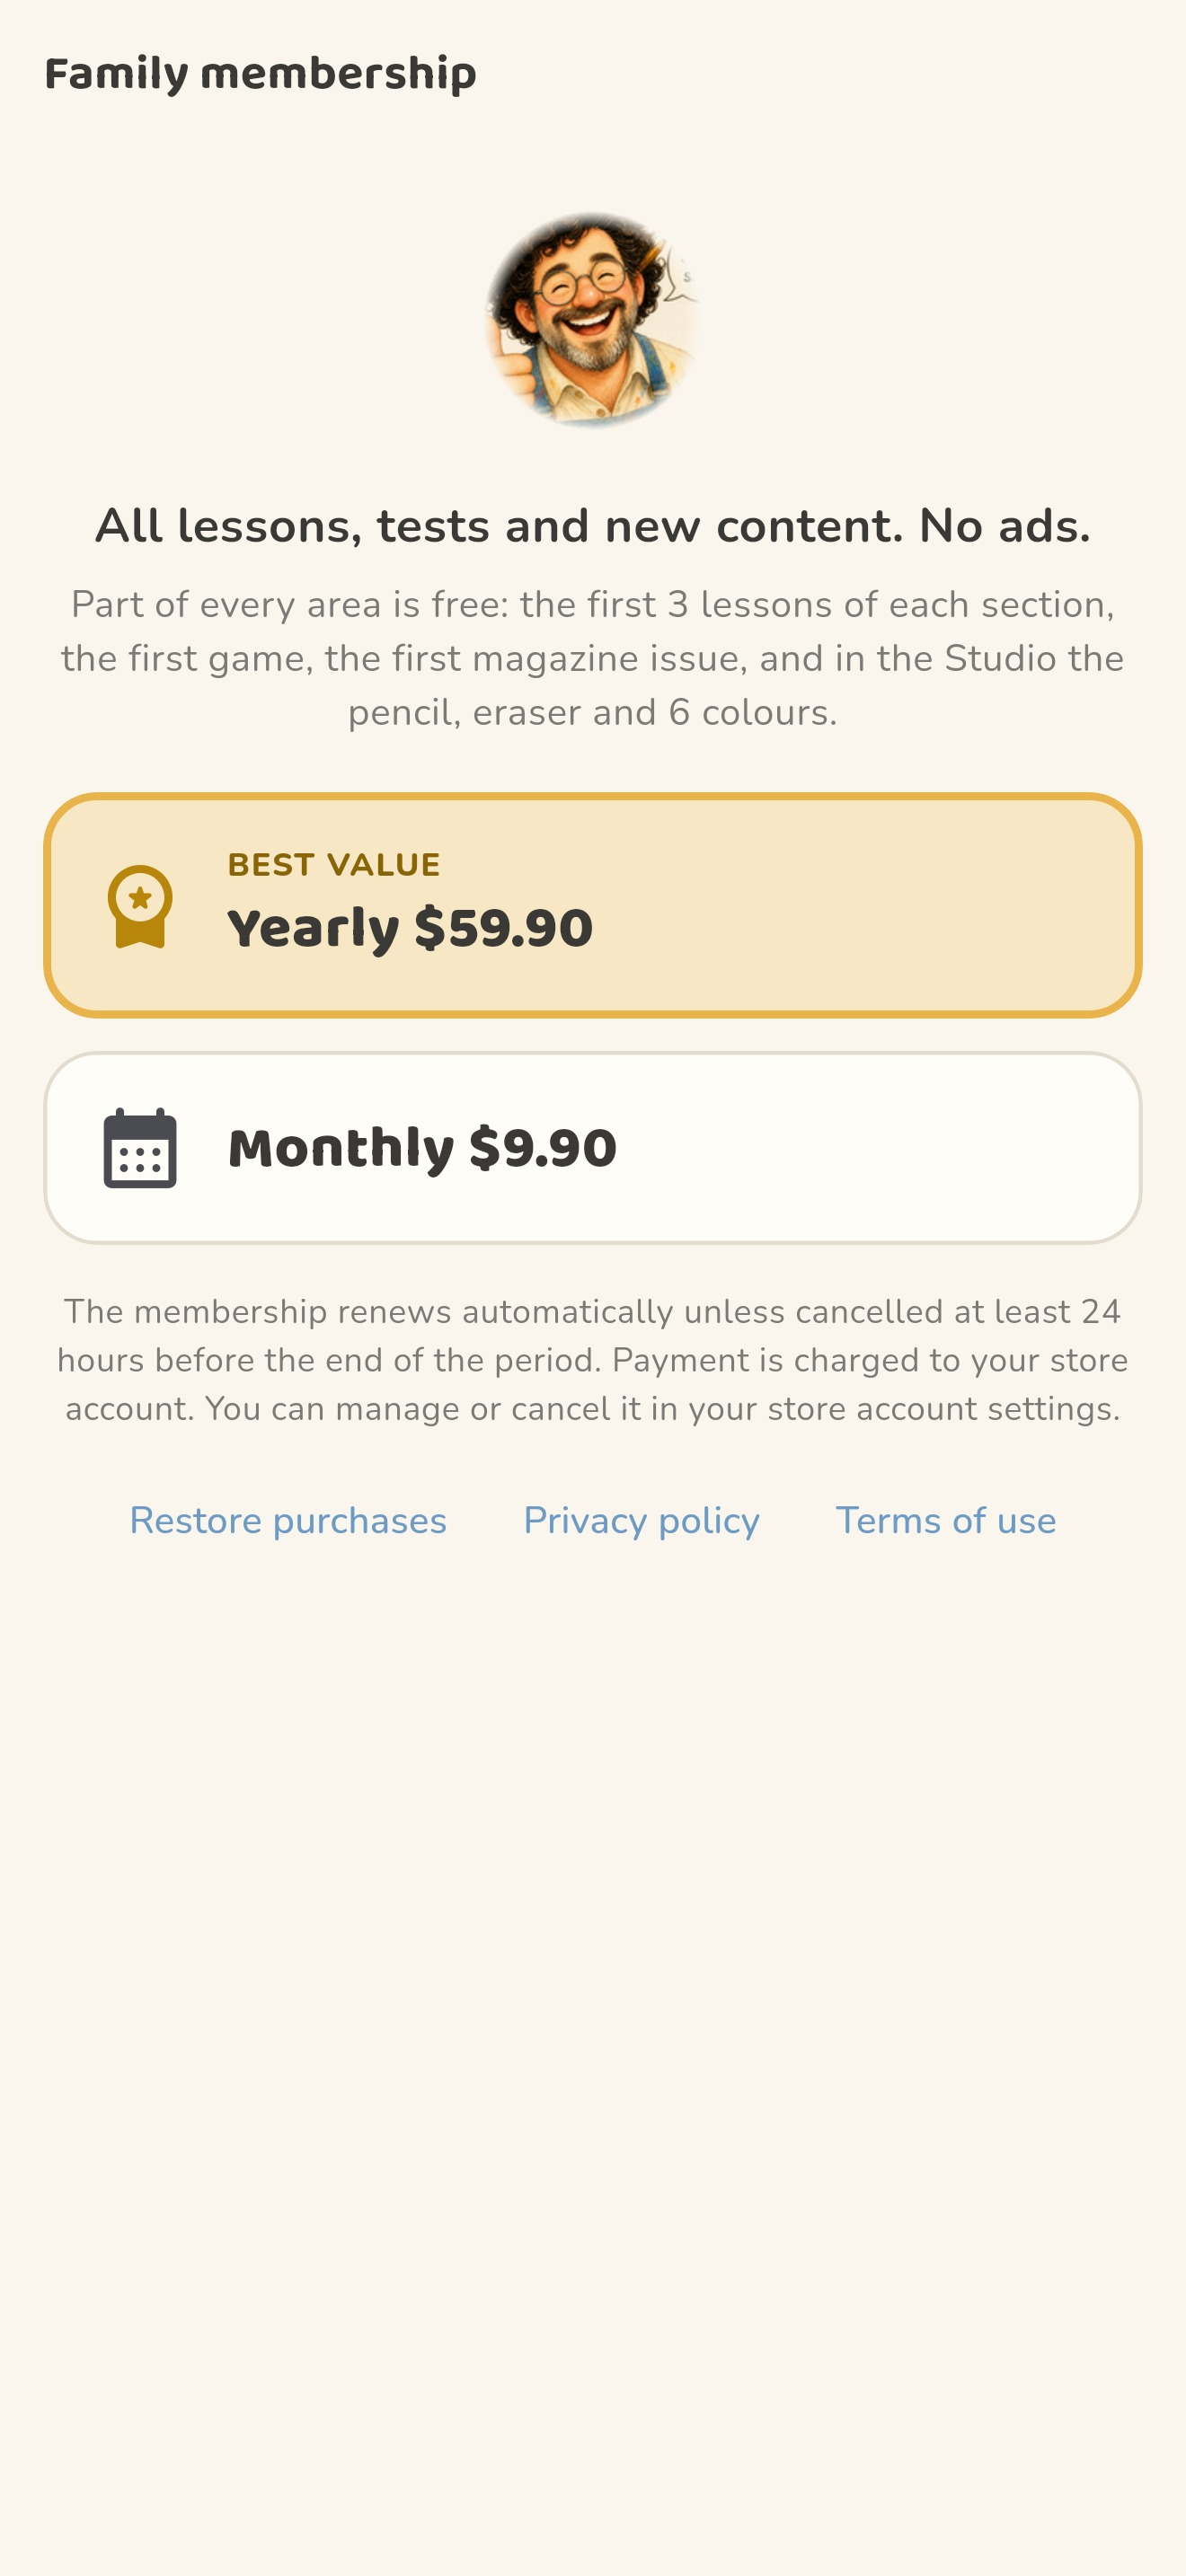 Family membership
All lessons, tests and new content. No ads.
Part of every area is free: the first 3 lessons of each section,
the first game, the first magazine issue, and in the Studio the
pencil, eraser and 6 colours.
BEST VALUE
Yearly $59.90
Monthly $9.90
The membership renews automatically unless cancelled at least 24
hours before the end of the period. Payment is charged to your store
account. You can manage or cancel it in your store account settings.
Restore purchases Privacy policy Terms of use